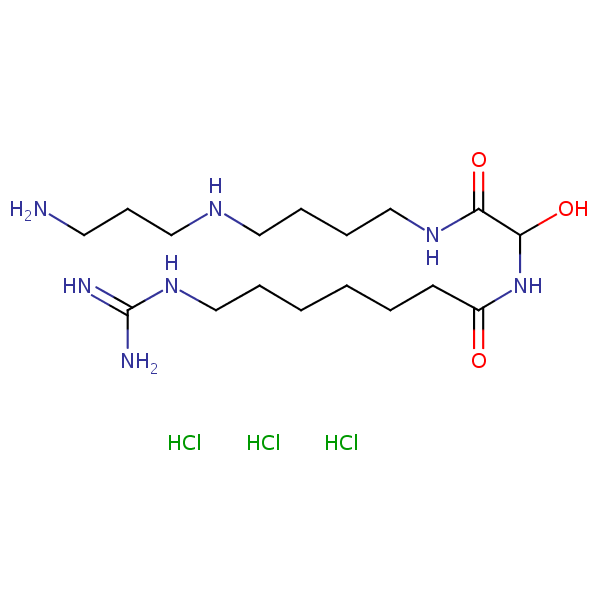 O
H
H₂N N OH
N
H
H
HN N NH
NH₂ O
HCl HCl HCl